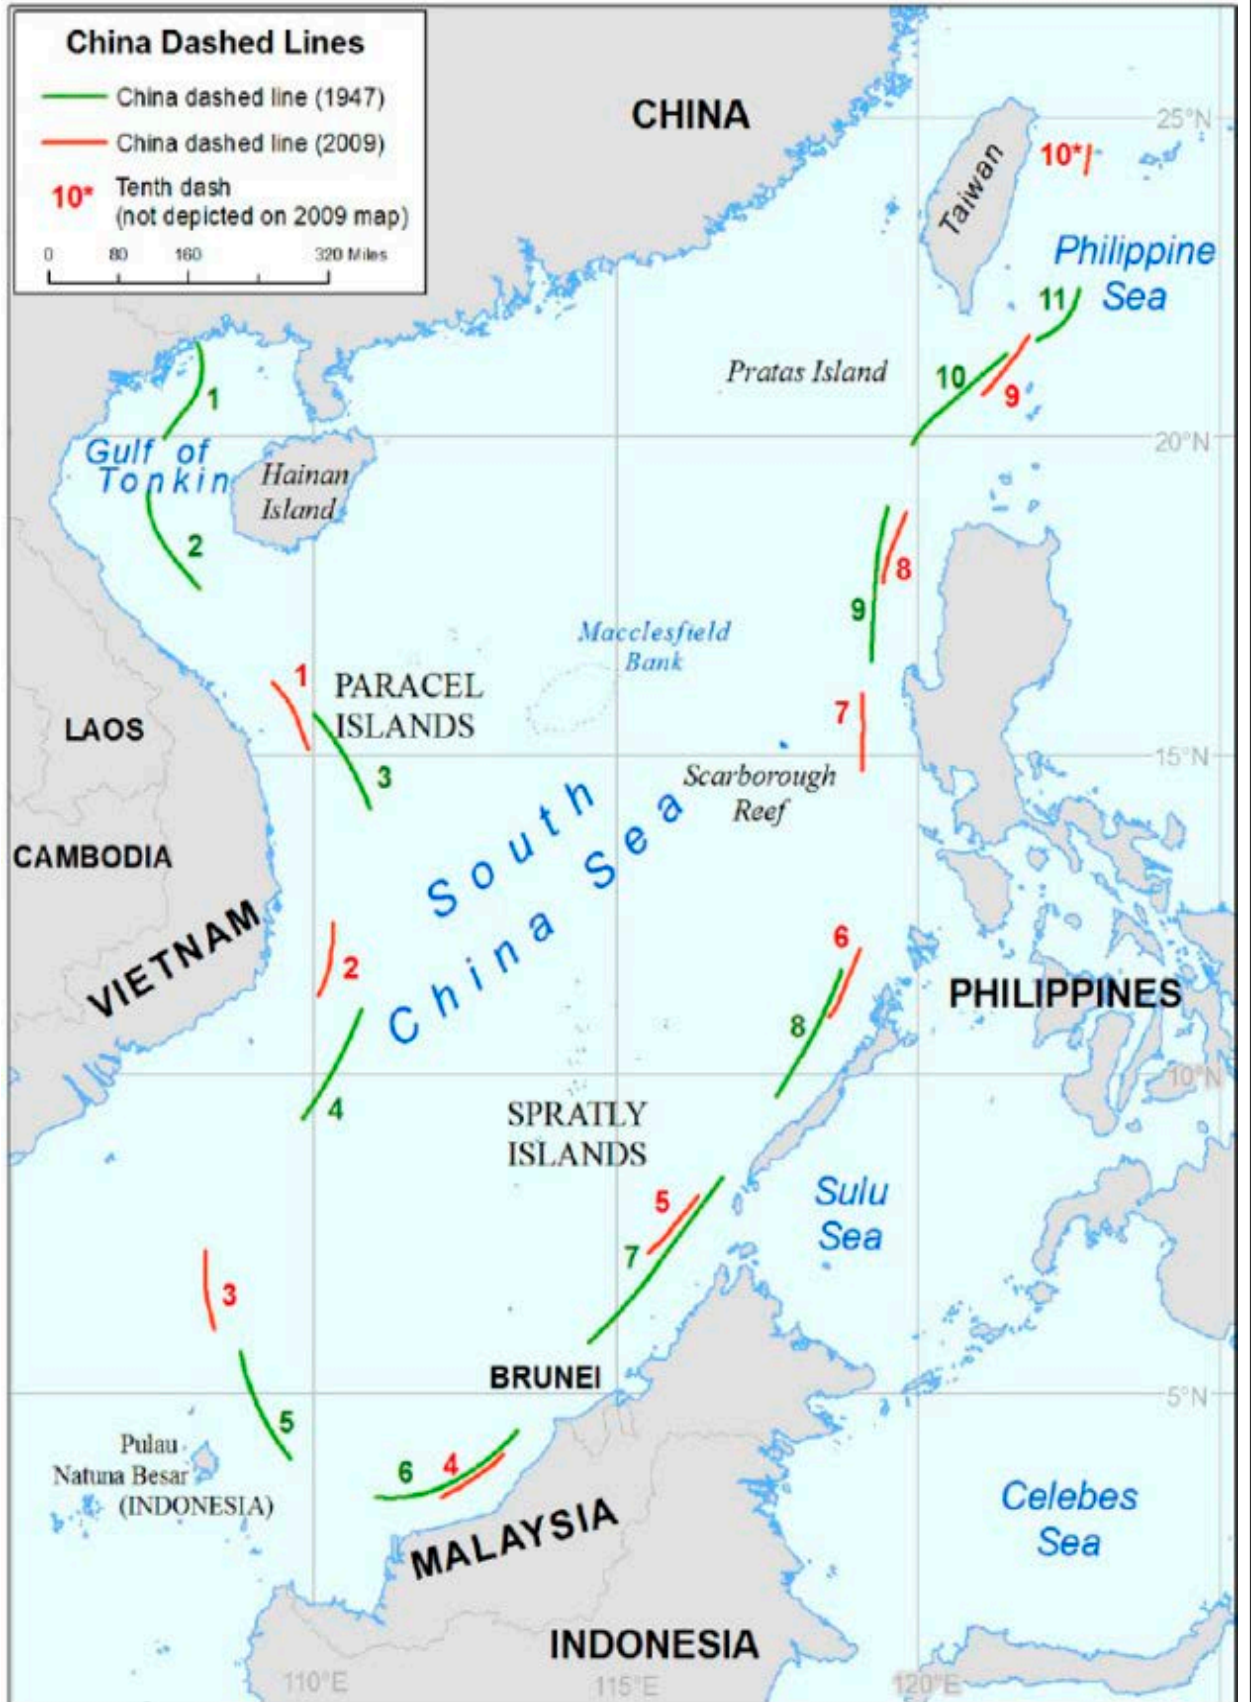 China Dashed Lines
China dashed line (1947)
China dashed line (2009)
10* Tenth dash
(not depicted on 2009 map)
0 80 160 320 Miles
CHINA
25°N
Taiwan
10*
Philippine
Sea
11
Pratas Island
10
9
1
20°N
Gulf of
Tonkin
Hainan
Island
2
8
9
Macclesfield
Bank
1
PARACEL
ISLANDS
7
LAOS
3
15°N
Scarborough
Reef
South
China Sea
CAMBODIA
VIETNAM
2
6
PHILIPPINES
8
10°N
4
SPRATLY
ISLANDS
5
Sulu
Sea
7
3
BRUNEI
5°N
5
Pulau
Natuna Besar
(INDONESIA)
6
4
Celebes
Sea
MALAYSIA
INDONESIA
110°E
115°E
120°E